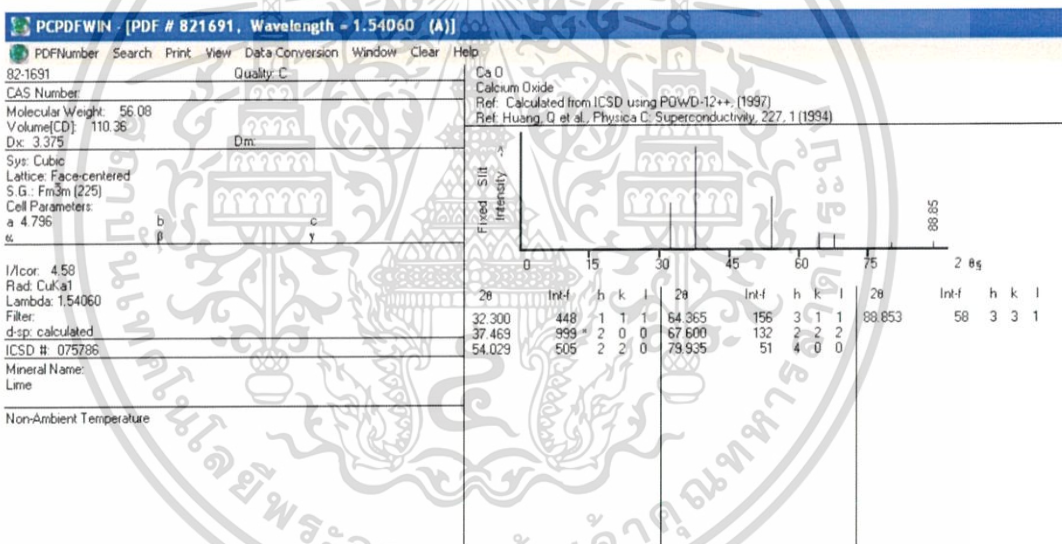 PCPDFWIN - [PDF # 821691, Wavelength = 1.54060 (A)]
PDFNumber Search Print View Data Conversion Window Clear Help
82-1691 Quality: C
CAS Number:
Molecular Weight: 56.08
Volume[CD]: 110.36
Dx: 3.375 Dm:
Sys: Cubic
Lattice: Face-centered
S.G.: Fm3m (225)
Cell Parameters:
a 4.796 b c
α β γ
I/Icor: 4.58
Rad: CuKa1
Lambda: 1.54060
Filter:
d-sp: calculated
ICSD #: 075786
Mineral Name:
Lime
Non-Ambient Temperature
Ca O
Calcium Oxide
Ref: Calculated from ICSD using POWD-12++, (1997)
Ref: Huang, Q et al., Physica C: Superconductivity, 227, 1 (1994)
Fixed Slit
Intensity ->
88.85
0 15 30 45 60 75 2 θ°
2θ Int-f h k l 2θ Int-f h k l 2θ Int-f h k l
32.300 448 1 1 1 64.365 156 3 1 1 88.853 58 3 3 1
37.469 999 * 2 0 0 67.600 132 2 2 2
54.029 505 2 2 0 79.935 51 4 0 0